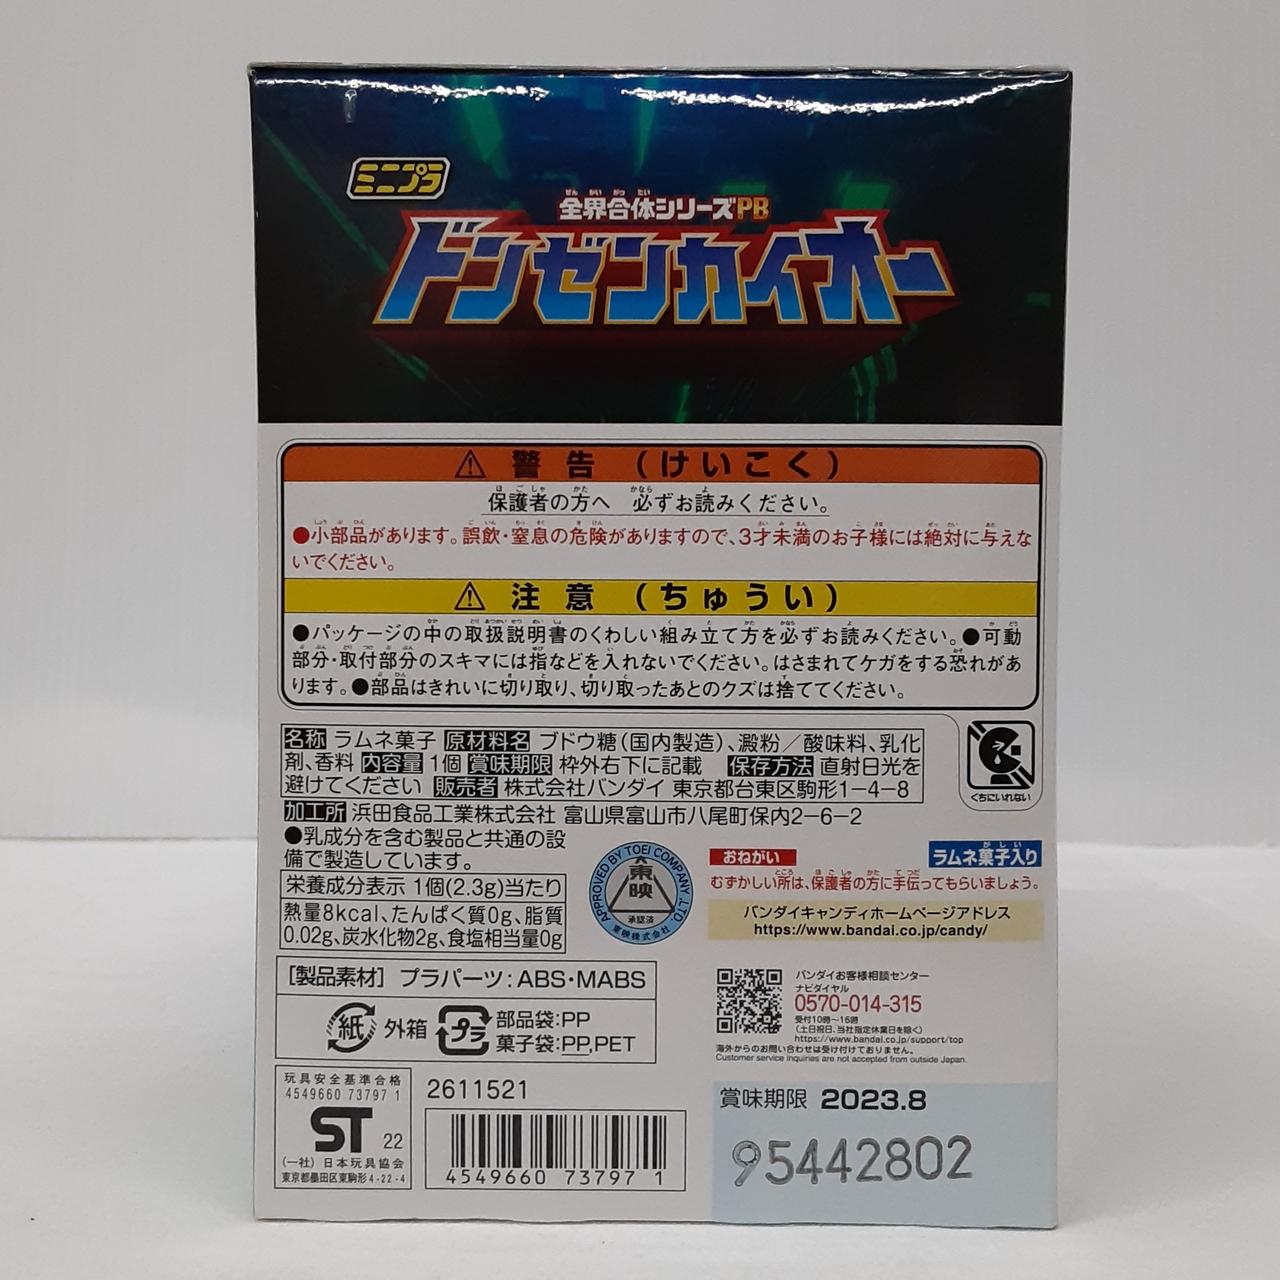 ミニプラ
全界合体シリーズPB
ドンゼンカイオー
⚠ 警告 (けいこく)
保護者の方へ 必ずお読みください。
●小部品があります。誤飲・窒息の危険がありますので、3才未満のお子様には絶対に与えな
いでください。
⚠ 注意 (ちゅうい)
●パッケージの中の取扱説明書のくわしい組み立て方を必ずお読みください。●可動
部分・取付部分のスキマには指などを入れないでください。はさまれてケガをする恐れがあ
ります。●部品はきれいに切り取り、切り取ったあとのクズは捨ててください。
名称 ラムネ菓子 原材料名 ブドウ糖(国内製造)、澱粉/酸味料、乳化
剤、香料 内容量 1個 賞味期限 枠外右下に記載 保存方法 直射日光を
避けてください 販売者 株式会社バンダイ 東京都台東区駒形1-4-8
くちにいれない
加工所 浜田食品工業株式会社 富山県富山市八尾町保内2-6-2
●乳成分を含む製品と共通の設
備で製造しています。
栄養成分表示 1個(2.3g)当たり
熱量8kcal、たんぱく質0g、脂質
0.02g、炭水化物2g、食塩相当量0g
APPROVED BY TOEI COMPANY, LTD.
東映
承認済
東映株式会社
おねがい
ラムネ菓子入り
むずかしい所は、保護者の方に手伝ってもらいましょう。
バンダイキャンディホームページアドレス
https://www.bandai.co.jp/candy/
[製品素材] プラパーツ:ABS・MABS
紙 外箱
プラ 部品袋:PP
菓子袋:PP,PET
バンダイお客様相談センター
ナビダイヤル
0570-014-315
受付10時~16時
(土日祝日、当社指定休業日を除く)
https://www.bandai.co.jp/support/top
海外からのお問い合わせは受け付けておりません。
Customer service inquiries are not accepted from outside Japan.
玩具安全基準合格
4549660 73797 1
ST 22
(一社) 日本玩具協会
東京都墨田区東駒形4-22-4
2611521
4549660 737971
賞味期限 2023.8
95442802